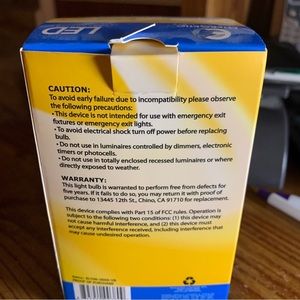 LED
CAUTION:
To avoid early failure due to incompatibility please observe
the following precautions:
• This device is not intended for use with emergency exit
fixtures or emergency exit lights.
• To avoid electrical shock turn off power before replacing
bulb.
• Do not use in luminaires controlled by dimmers, electronic
timers or photocells.
• Do not use in totally enclosed recessed luminaires or where
directly exposed to weather.
WARRANTY:
This light bulb is warranted to perform free from defects for
five years. If it fails to do so, you may return it with proof of
purchase to 13445 12th St., Chino, CA 91710 for replacement.
This device complies with Part 15 of FCC rules. Operation is
subject to the following two conditions: (1) this device may
not cause harmful interference, and (2) this device must
accept any interference received, including interference that
may cause undesired operation.